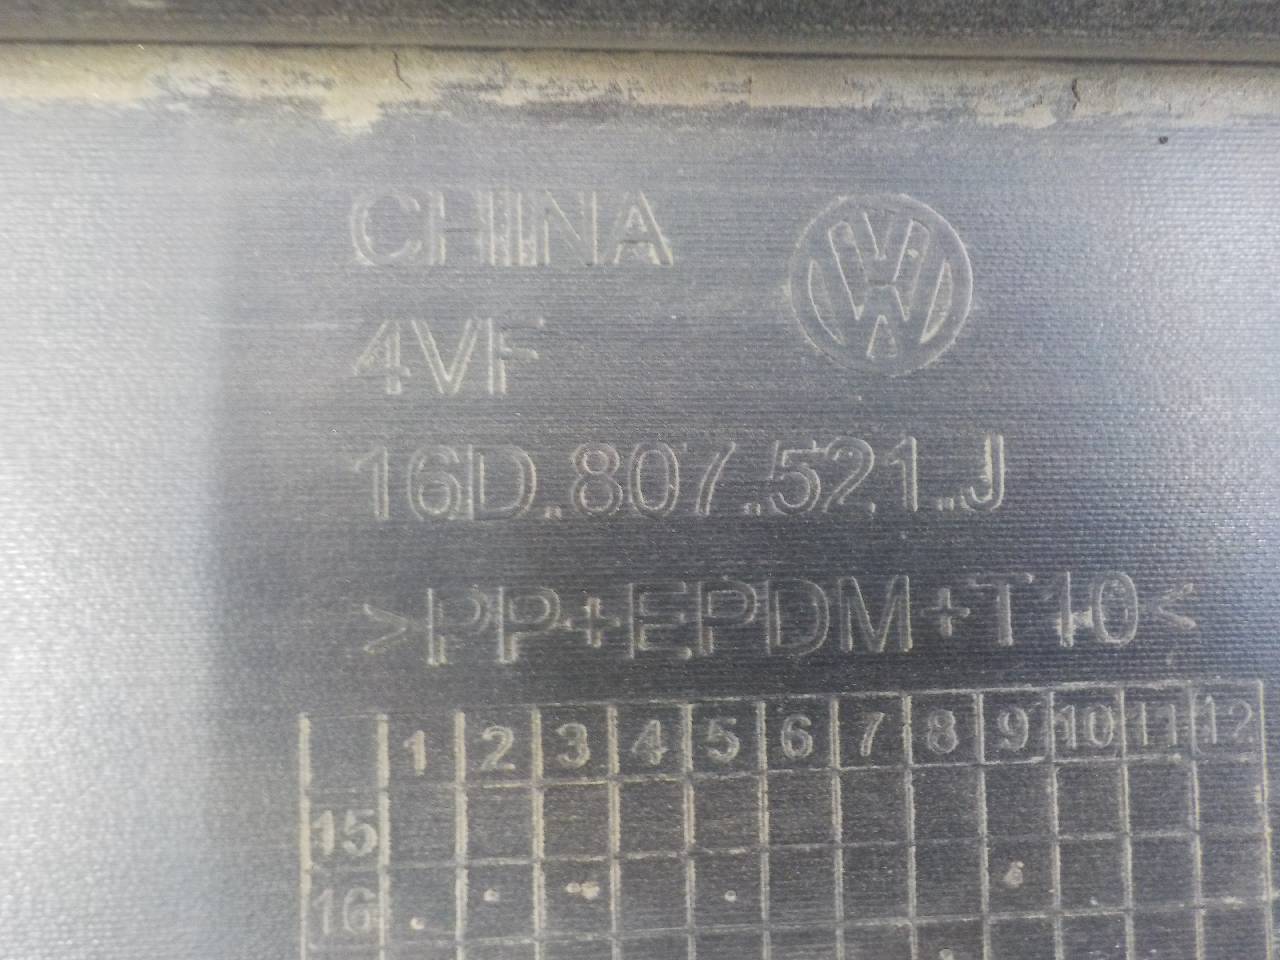 CHINA
4VF
16D.807.521.J
>PP+EPDM+T10<
1 2 3 4 5 6 7 8 9 10 11 12
15
16